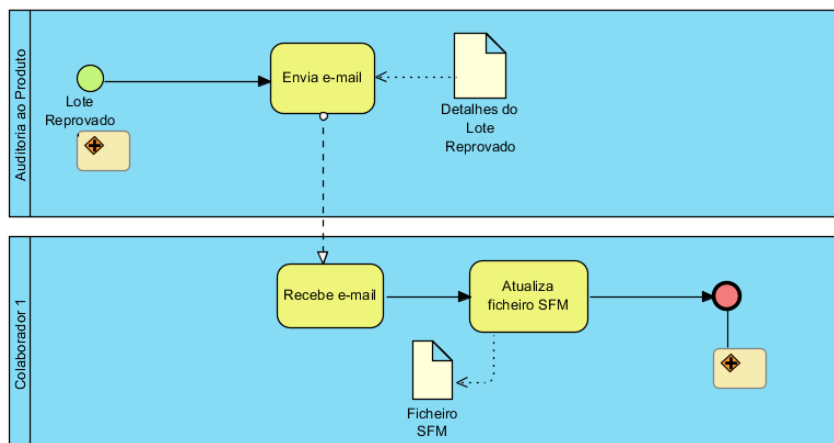 Auditoria ao Produto
Lote
Reprovado
Envia e-mail
Detalhes do
Lote
Reprovado
Colaborador 1
Recebe e-mail
Atualiza
ficheiro SFM
Ficheiro
SFM